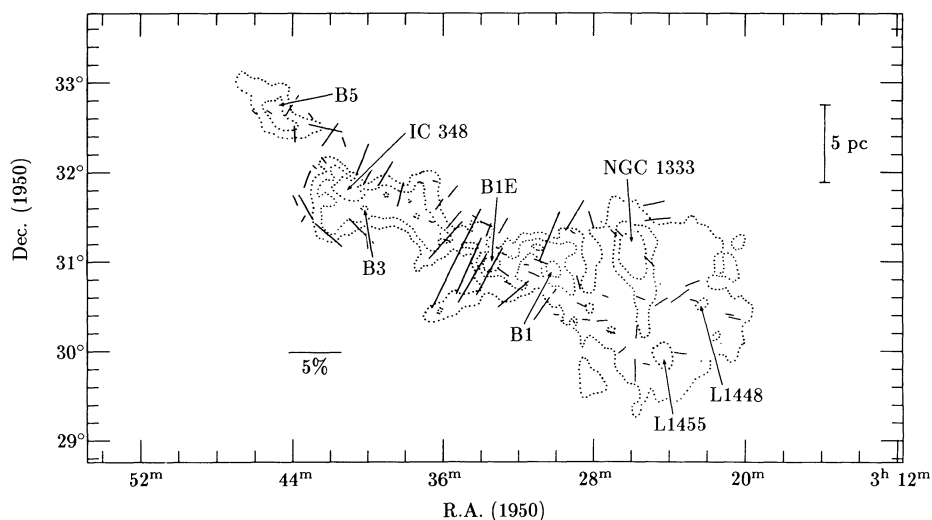 33°
B5
IC 348
5 pc
32°
NGC 1333
B1E
Dec. (1950)
31°
B3
B1
30°
5%
L1448
L1455
29°
52ᵐ 44ᵐ 36ᵐ 28ᵐ 20ᵐ 3ʰ 12ᵐ
R.A. (1950)